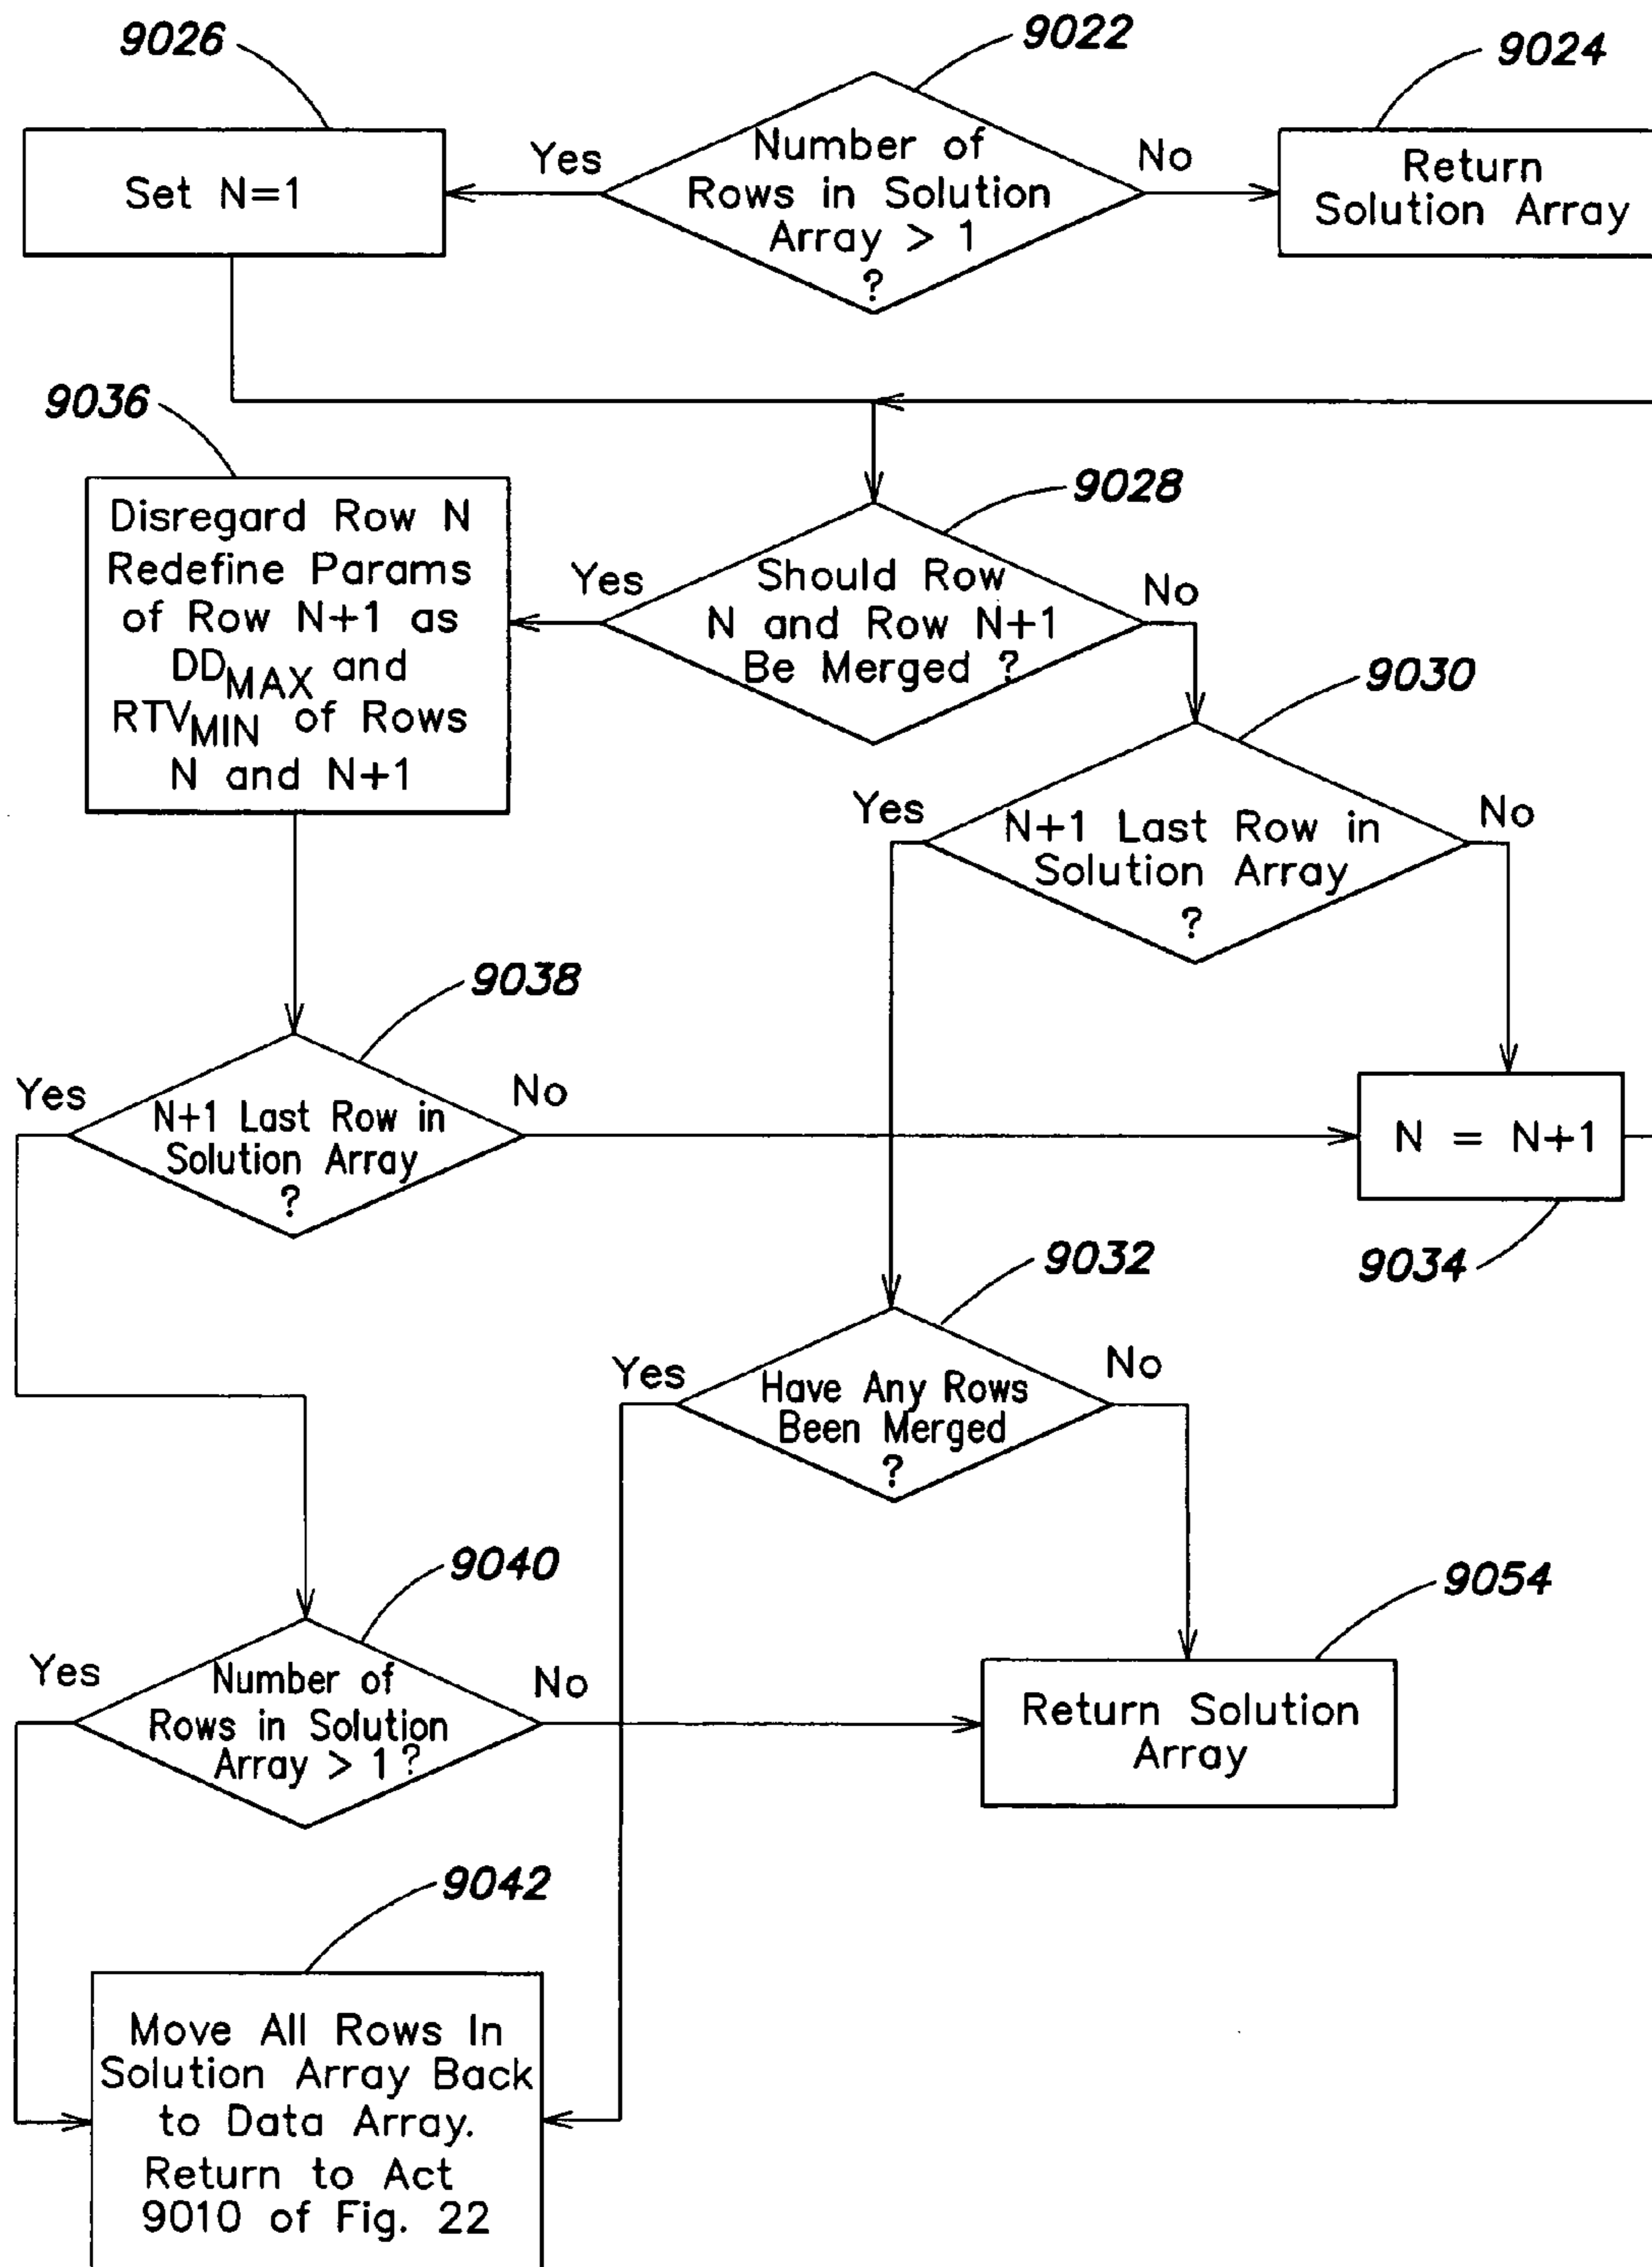 9026
9022
9024
Set N=1
Yes
Number of
Rows in Solution
Array > 1
?
No
Return
Solution Array
9036
9028
Disregard Row N
Redefine Params
of Row N+1 as
DDMAX and
RTVMIN of Rows
N and N+1
Yes
Should Row
N and Row N+1
Be Merged ?
No
9030
Yes
N+1 Last Row in
Solution Array
?
No
9038
Yes
N+1 Last Row in
Solution Array
?
No
N = N+1
9034
9032
Yes
Have Any Rows
Been Merged
?
No
9040
9054
Yes
Number of
Rows in Solution
Array > 1 ?
No
Return Solution
Array
9042
Move All Rows In
Solution Array Back
to Data Array.
Return to Act
9010 of Fig. 22